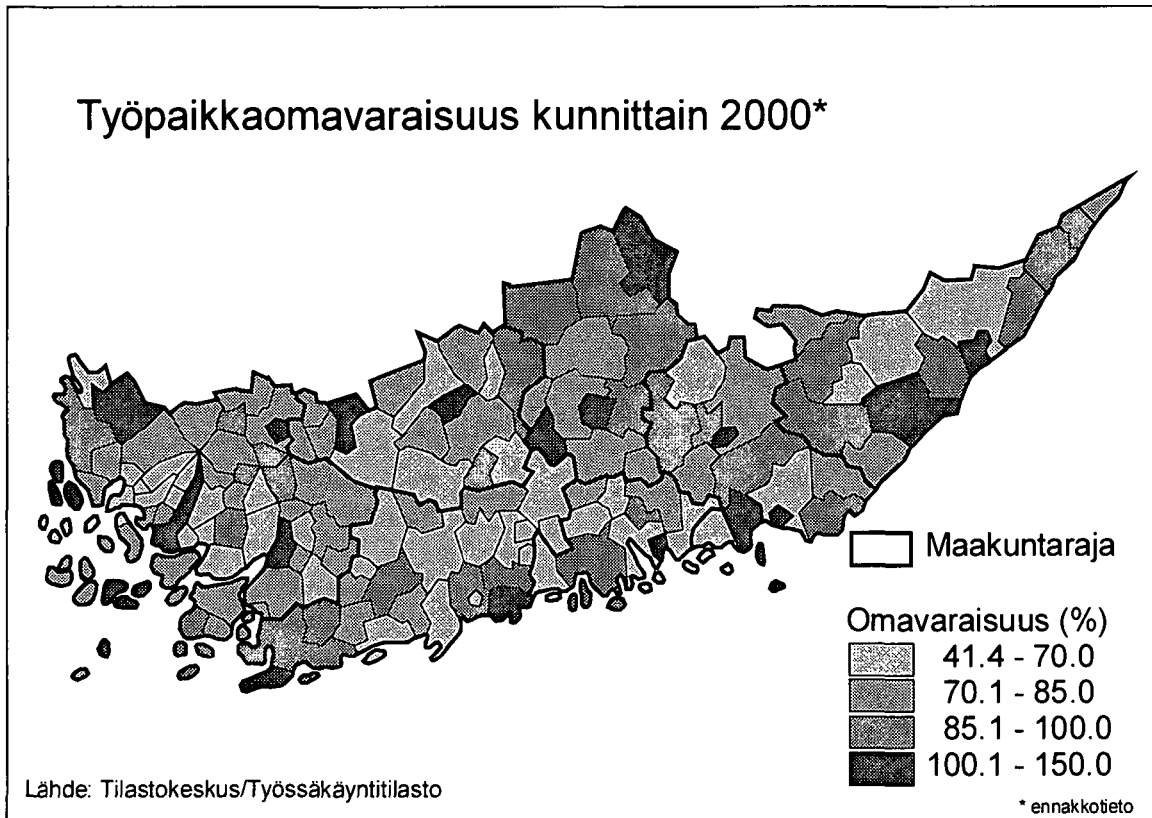 Työpaikkaomavaraisuus kunnittain 2000*
Maakuntaraja
Omavaraisuus (%)
41.4 - 70.0
70.1 - 85.0
85.1 - 100.0
100.1 - 150.0
Lähde: Tilastokeskus/Työssäkäyntitilasto
* ennakkotieto